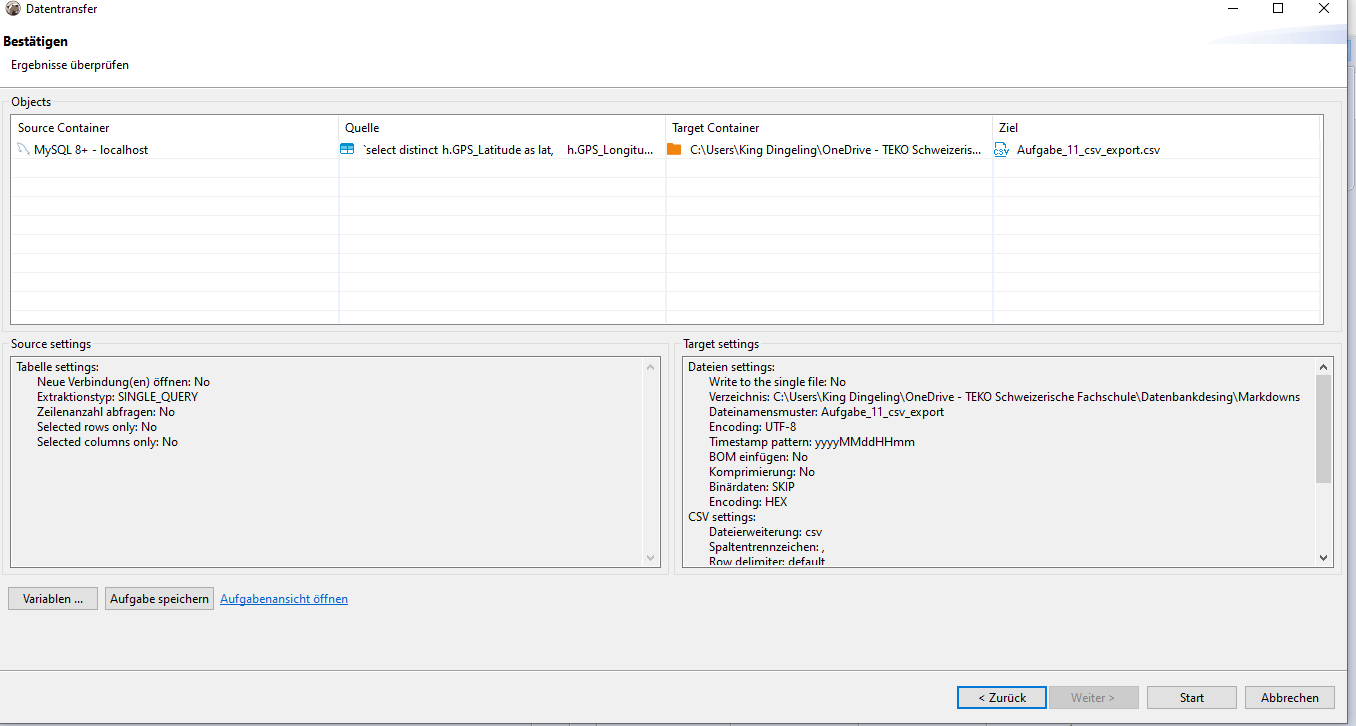 Datentransfer
Bestätigen
Ergebnisse überprüfen
Objects
Source Container Quelle Target Container Ziel
MySQL 8+ - localhost `select distinct h.GPS_Latitude as lat, h.GPS_Longitu... C:\Users\King Dingeling\OneDrive - TEKO Schweizeris... Aufgabe_11_csv_export.csv
Source settings
Tabelle settings:
Neue Verbindung(en) öffnen: No
Extraktionstyp: SINGLE_QUERY
Zeilenanzahl abfragen: No
Selected rows only: No
Selected columns only: No
Target settings
Dateien settings:
Write to the single file: No
Verzeichnis: C:\Users\King Dingeling\OneDrive - TEKO Schweizerische Fachschule\Datenbankdesing\Markdowns
Dateinamensmuster: Aufgabe_11_csv_export
Encoding: UTF-8
Timestamp pattern: yyyyMMddHHmm
BOM einfügen: No
Komprimierung: No
Binärdaten: SKIP
Encoding: HEX
CSV settings:
Dateierweiterung: csv
Spaltentrennzeichen: ,
Row delimiter: default
Variablen ... Aufgabe speichern Aufgabenansicht öffnen
< Zurück Weiter > Start Abbrechen